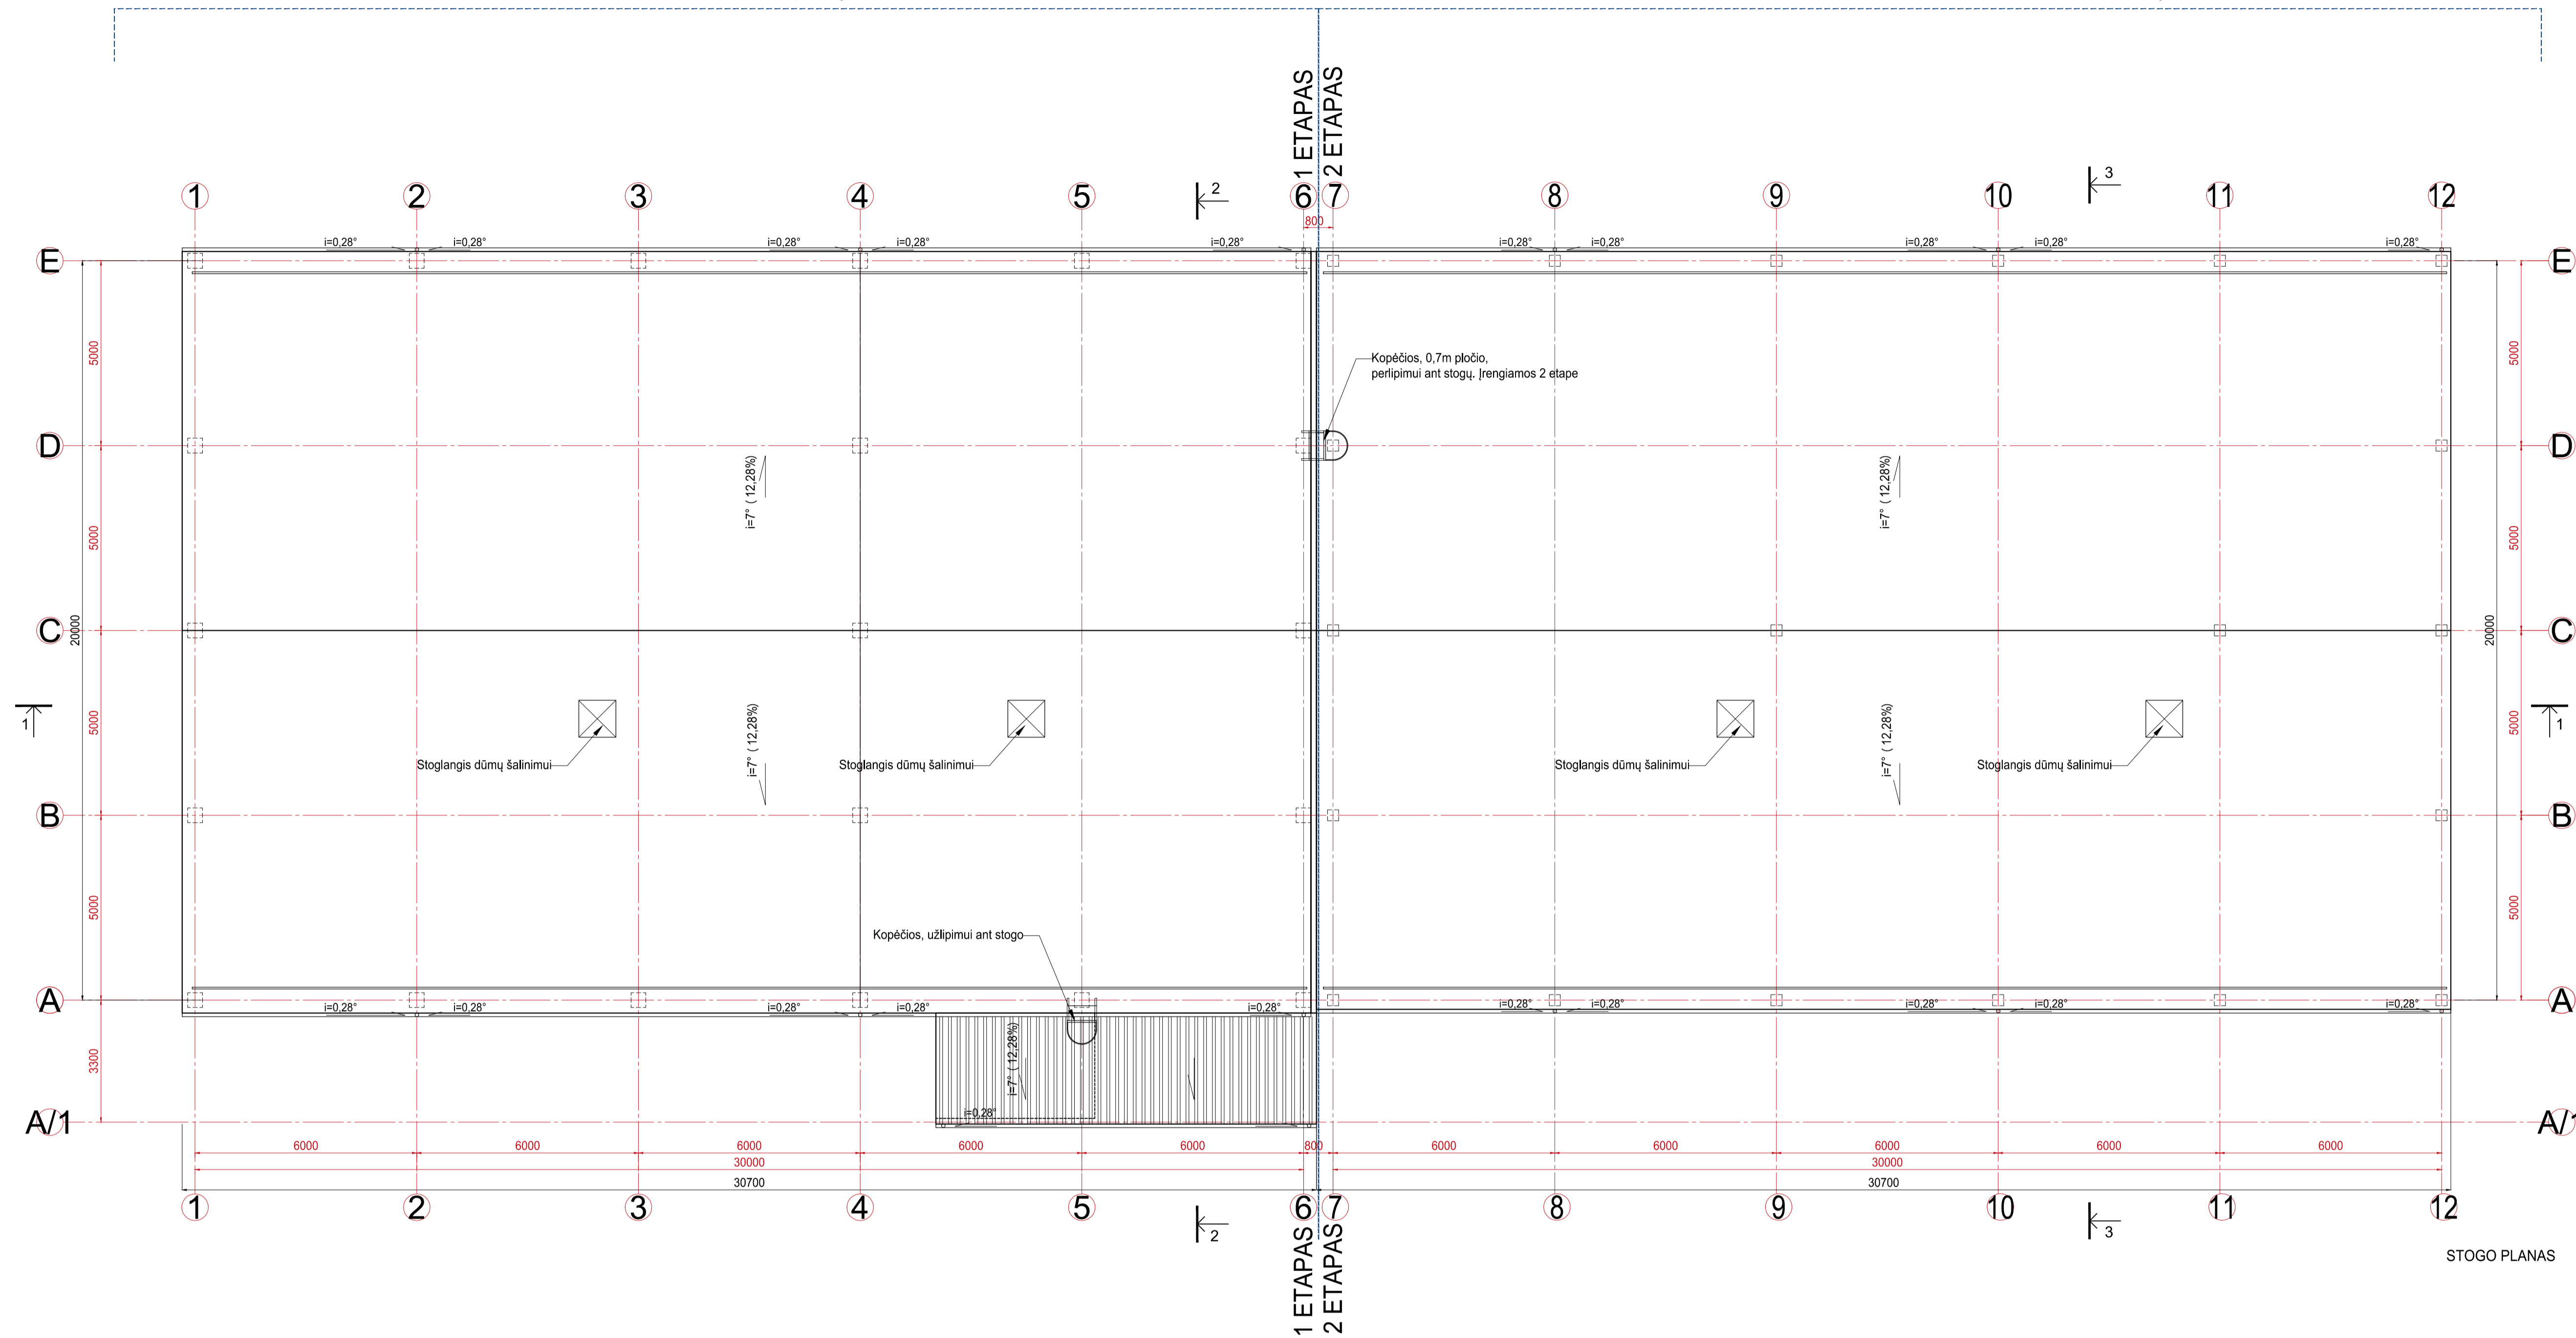 1 ETAPAS
2 ETAPAS
1
2
3
4
5
2
6
7
8
9
10
3
11
12
800
i=0,28°
i=0,28°
i=0,28°
i=0,28°
i=0,28°
i=0,28°
i=0,28°
i=0,28°
i=0,28°
i=0,28°
E
E
5000
5000
Kopėčios, 0,7m pločio,
perlipimui ant stogų. Įrengiamos 2 etape
D
D
i=7° ( 12,28%)
i=7° ( 12,28%)
5000
5000
C
20000
20000
C
1
5000
i=7° ( 12,28%)
i=7° ( 12,28%)
5000
1
Stoglangis dūmų šalinimui
Stoglangis dūmų šalinimui
Stoglangis dūmų šalinimui
Stoglangis dūmų šalinimui
B
B
5000
5000
Kopėčios, užlipimui ant stogo
A
A
i=0,28°
i=0,28°
i=0,28°
i=0,28°
i=0,28°
i=0,28°
i=0,28°
i=0,28°
i=0,28°
i=0,28°
3300
i=7° ( 12,28%)
i=0,28°
A/1
A/1
6000
6000
6000
6000
6000
800
6000
6000
6000
6000
6000
30000
30000
30700
30700
1
2
3
4
5
6
7
8
9
10
11
12
2
3
1 ETAPAS
2 ETAPAS
STOGO PLANAS